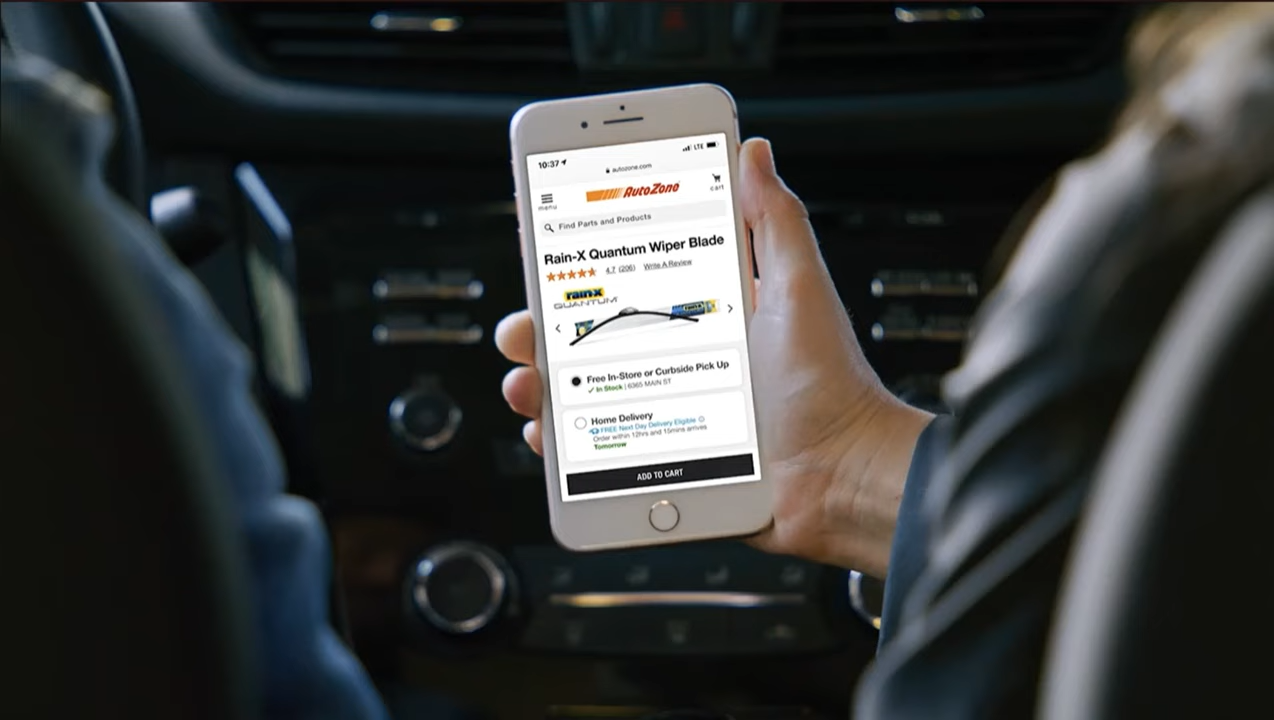 10:37
LTE
autozone.com
menu
AutoZone
cart
Find Parts and Products
Rain-X Quantum Wiper Blade
4.7 (206) Write A Review
rain-x
QUANTUM
Free In-Store or Curbside Pick Up
✓ In Stock | 6365 MAIN ST
Home Delivery
FREE Next Day Delivery Eligible
Order within 12hrs and 15mins arrives
Tomorrow
ADD TO CART